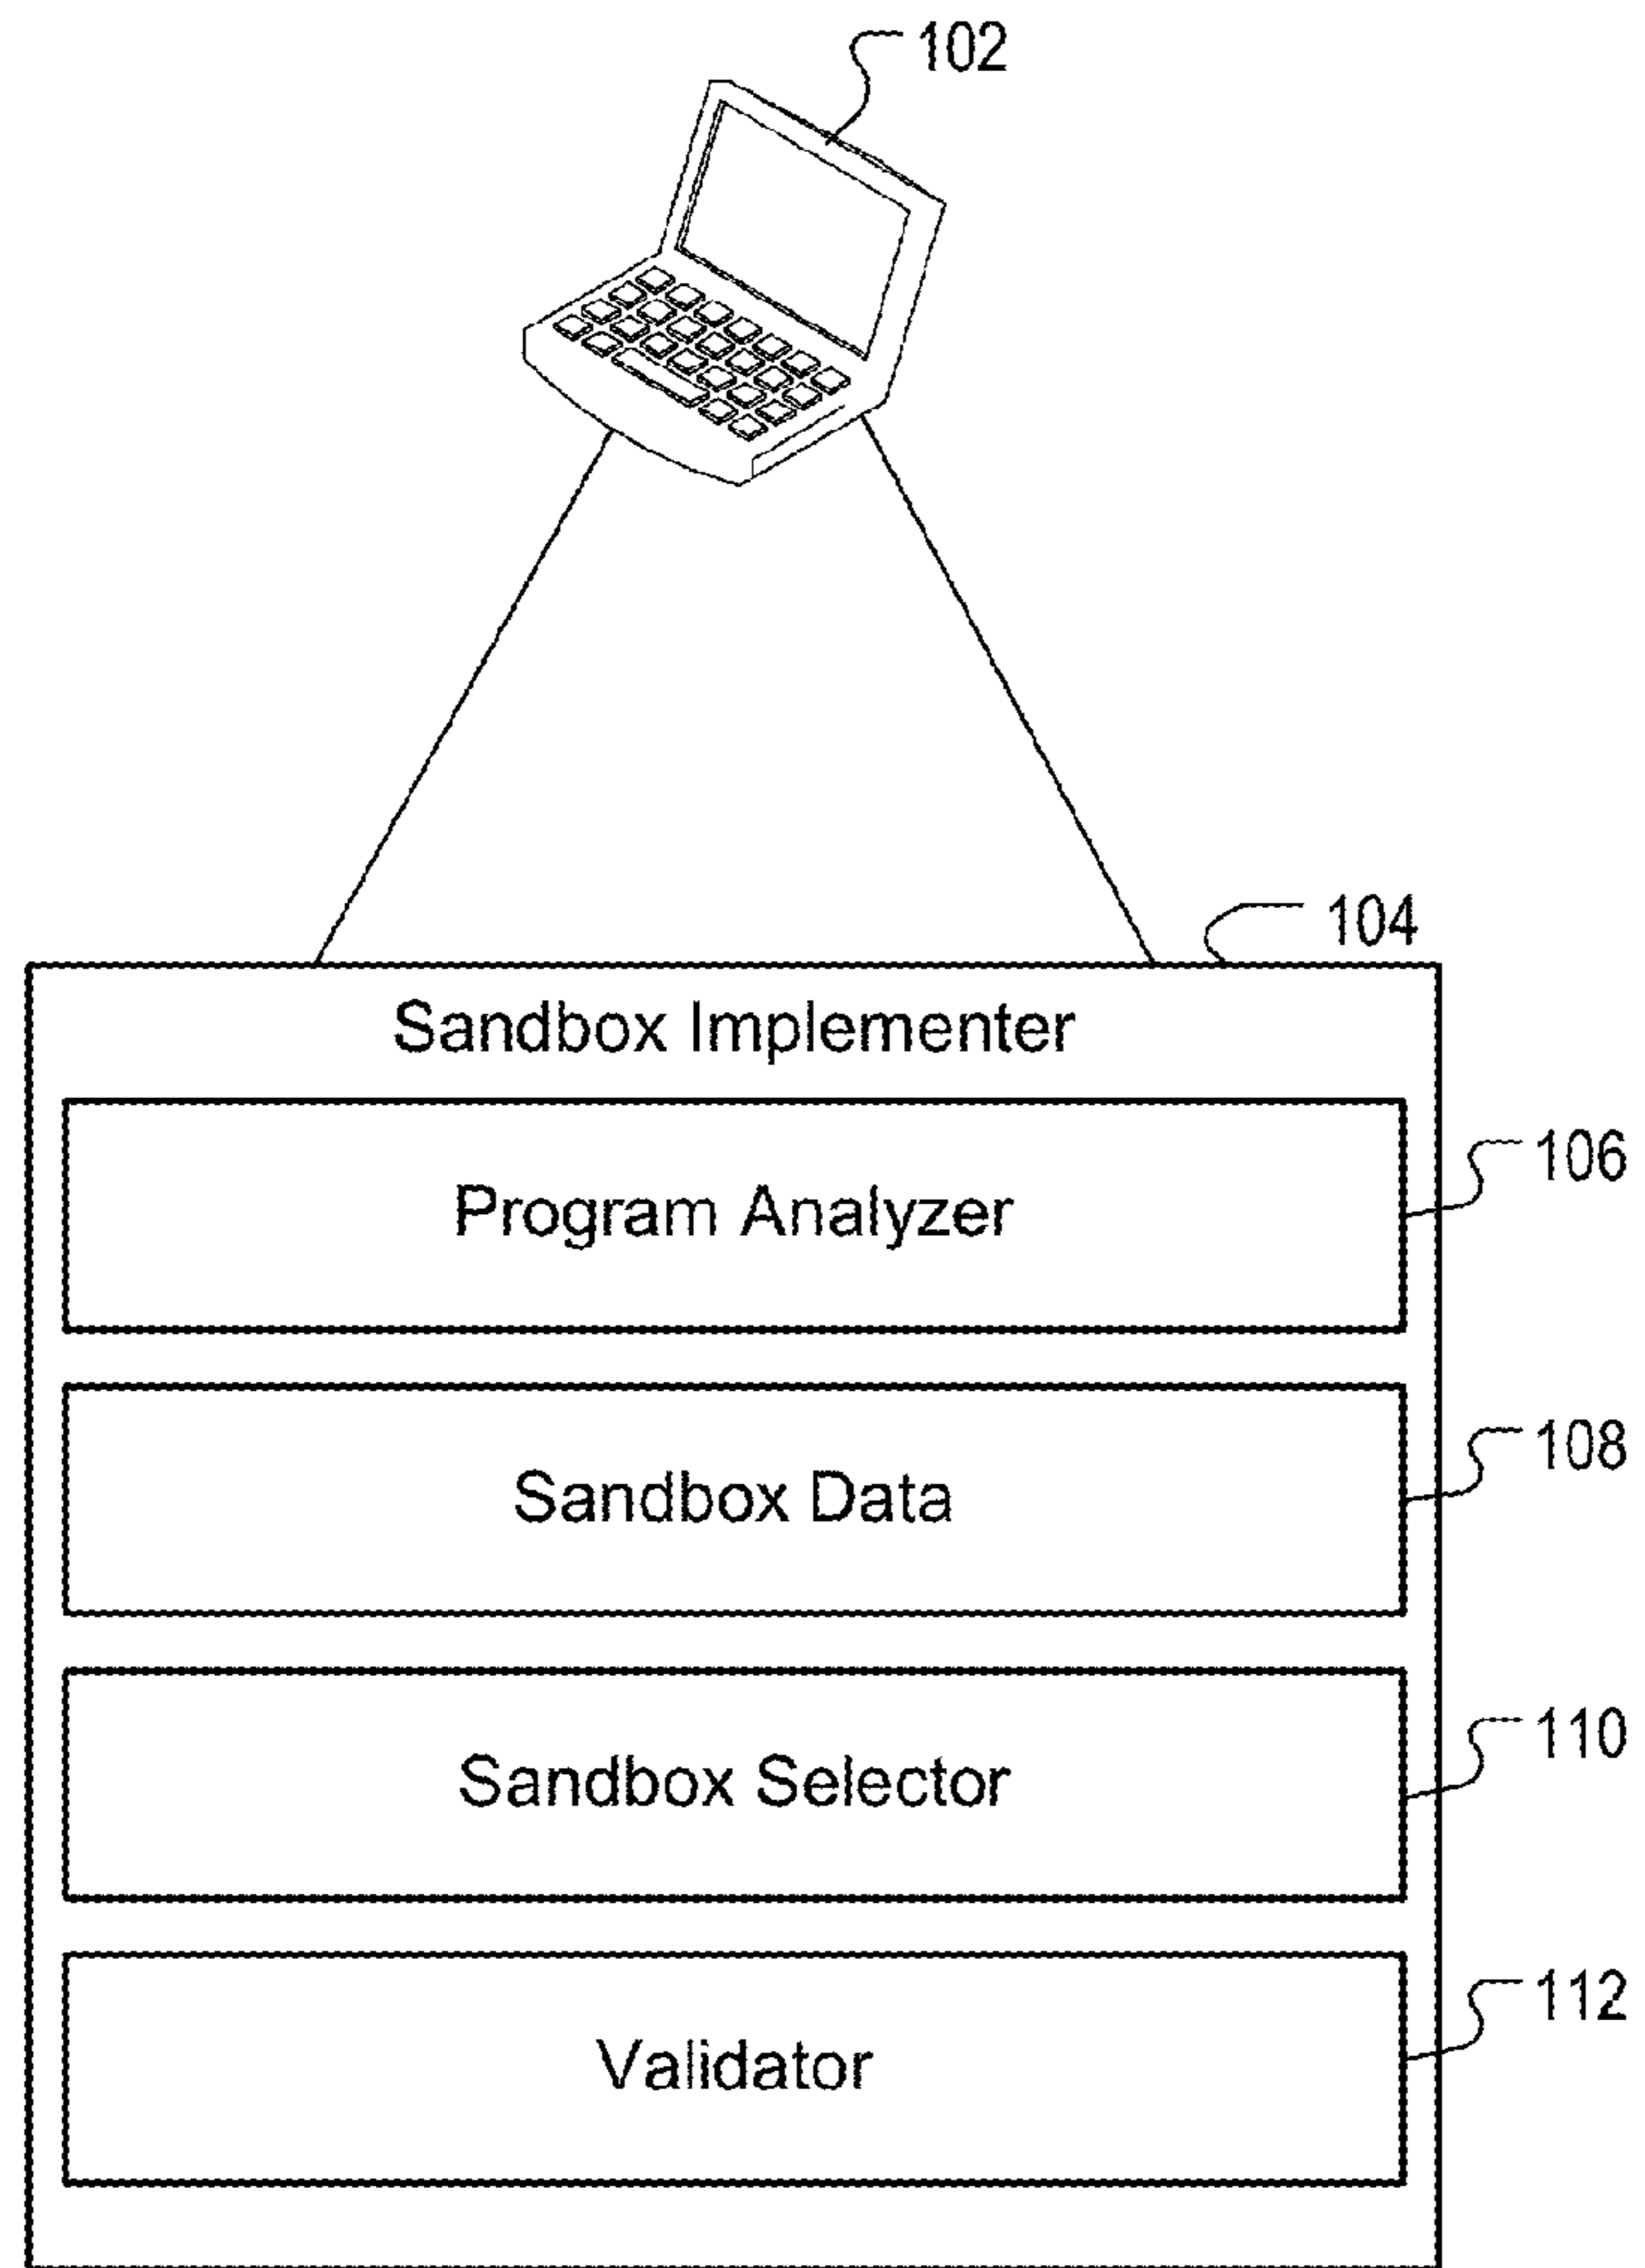 102
104
Sandbox Implementer
106
Program Analyzer
108
Sandbox Data
110
Sandbox Selector
112
Validator